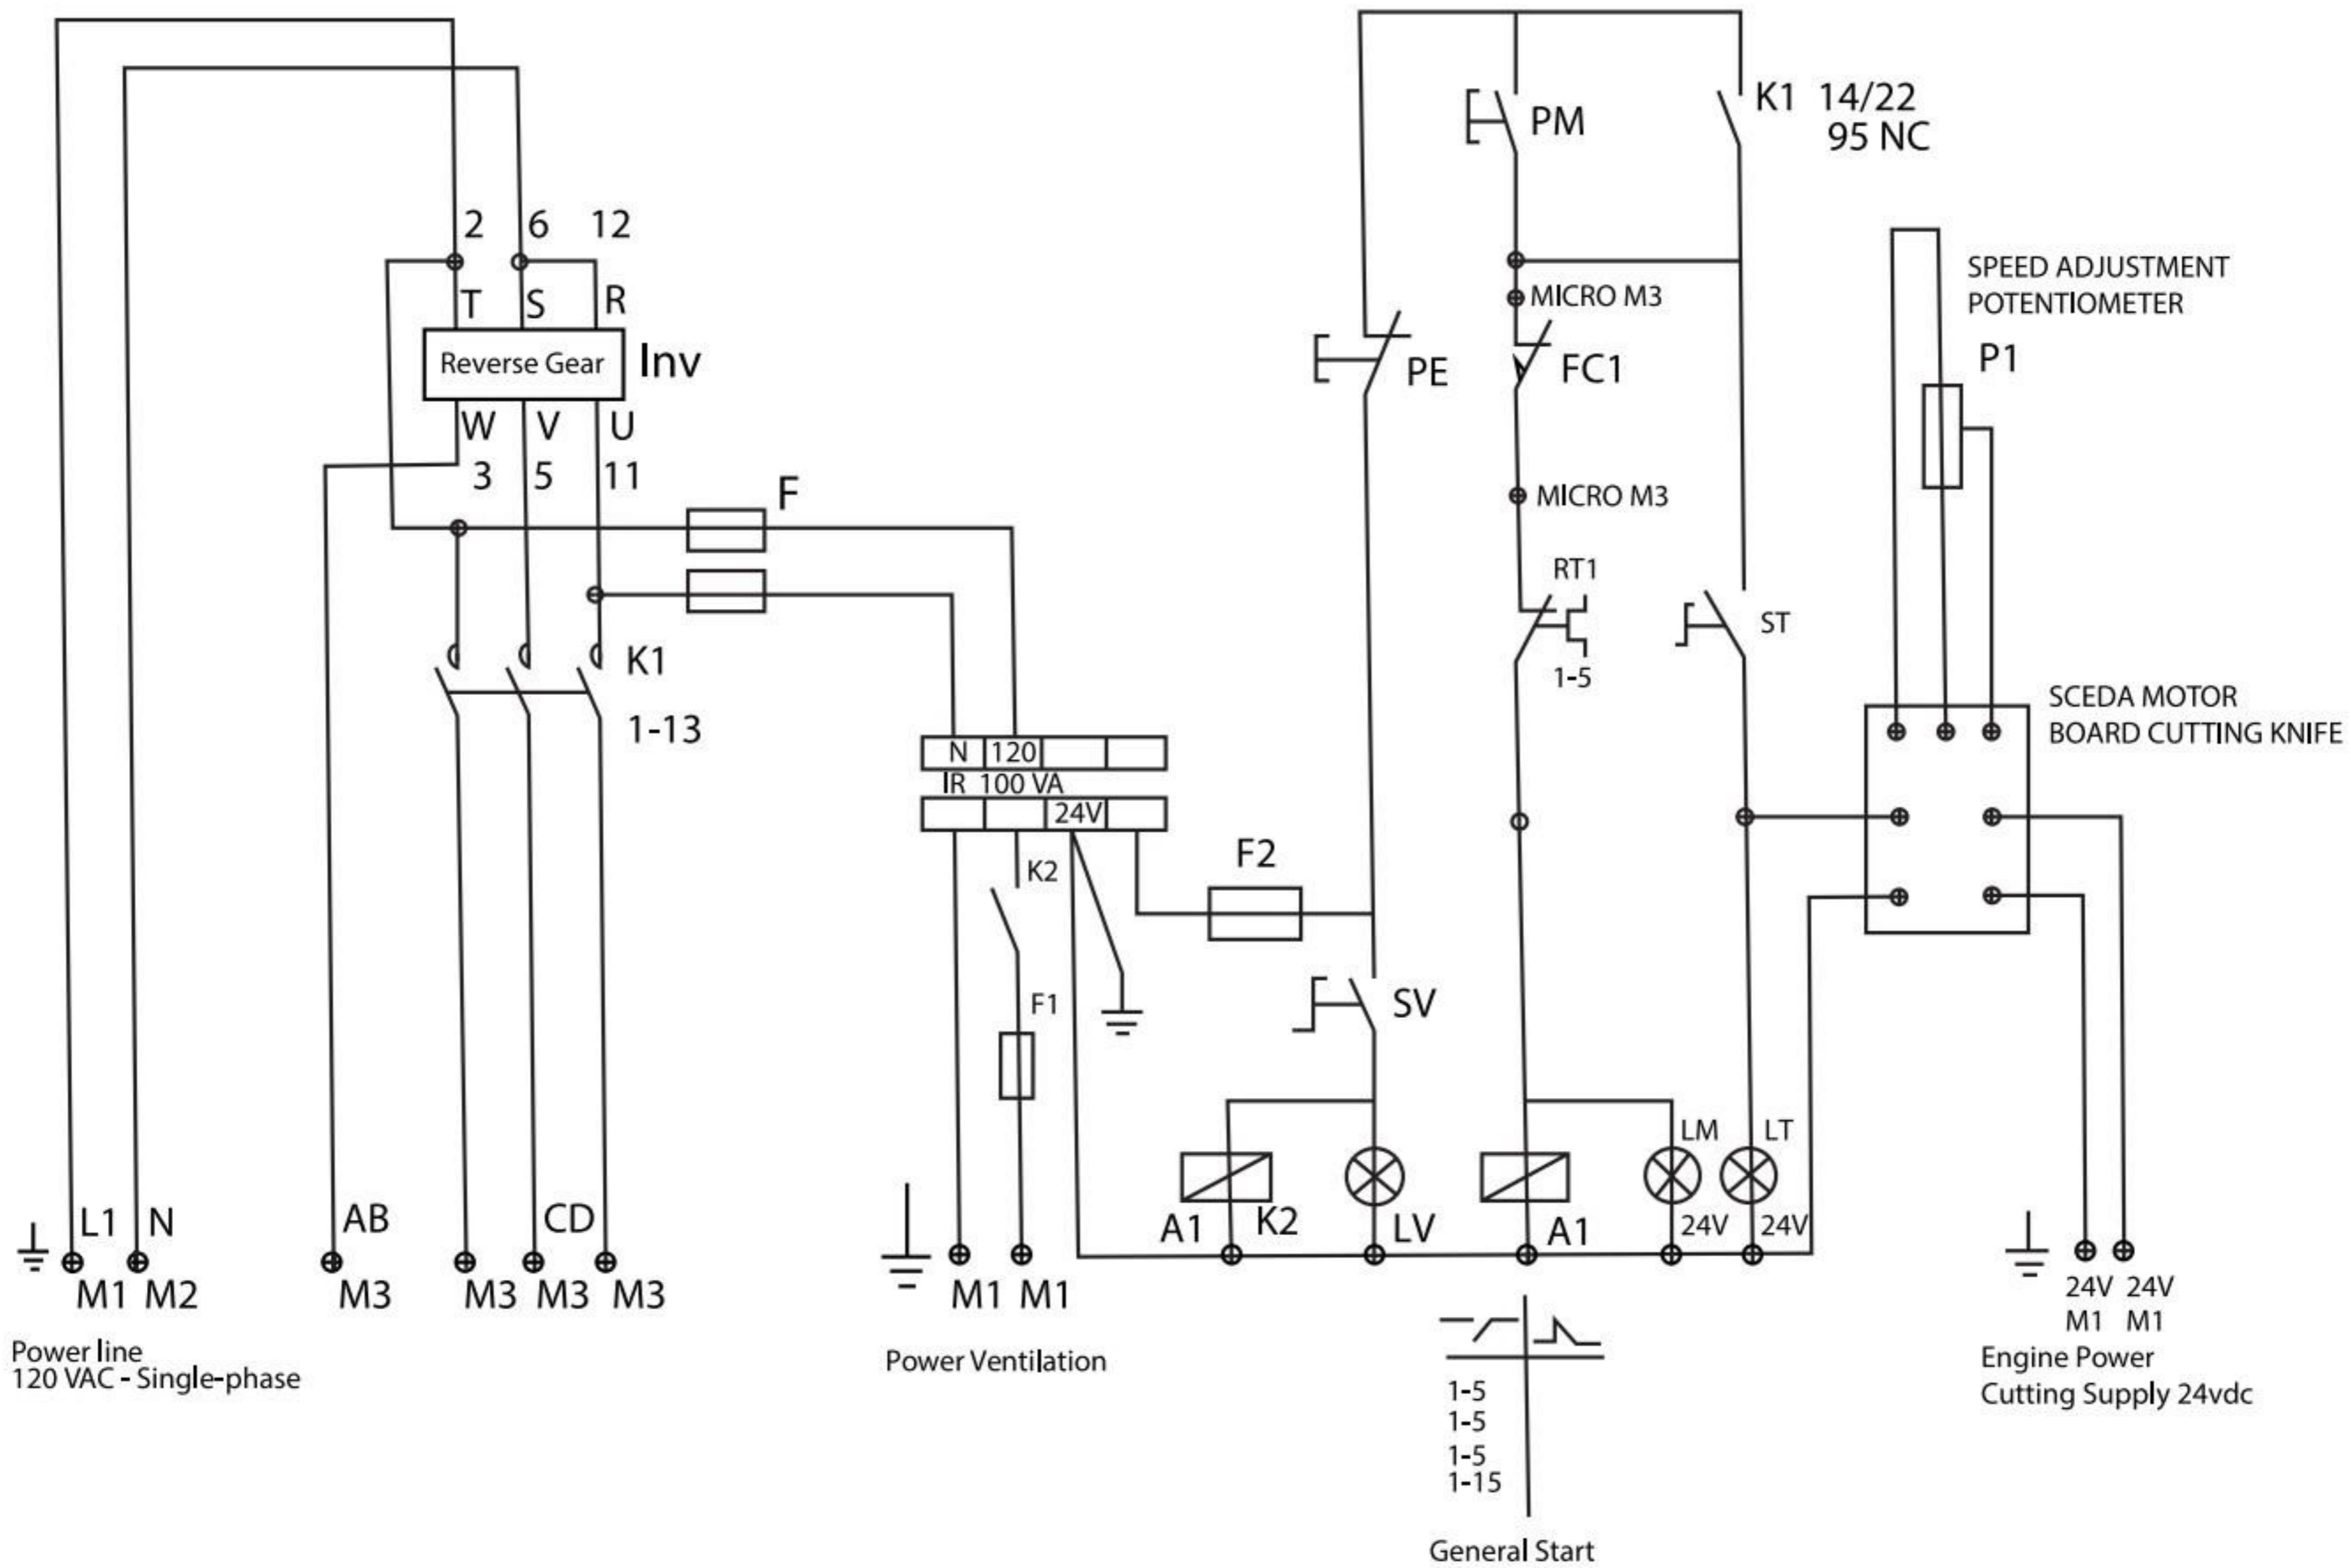 K1 14/22
95 NC
PM
2 6 12
T S R
Reverse Gear Inv
W V U
3 5 11
MICRO M3
PE
FC1
MICRO M3
SPEED ADJUSTMENT
POTENTIOMETER
P1
F
RT1
1-5
ST
K1
1-13
SCEDA MOTOR
BOARD CUTTING KNIFE
N 120
IR 100 VA
24V
K2
F2
F1
SV
LM LT
24V 24V
A1 K2 LV A1
L1 N AB CD
M1 M2 M3 M3 M3 M3
M1 M1
24V 24V
M1 M1
Power line
120 VAC - Single-phase
Power Ventilation
Engine Power
Cutting Supply 24vdc
1-5
1-5
1-5
1-15
General Start